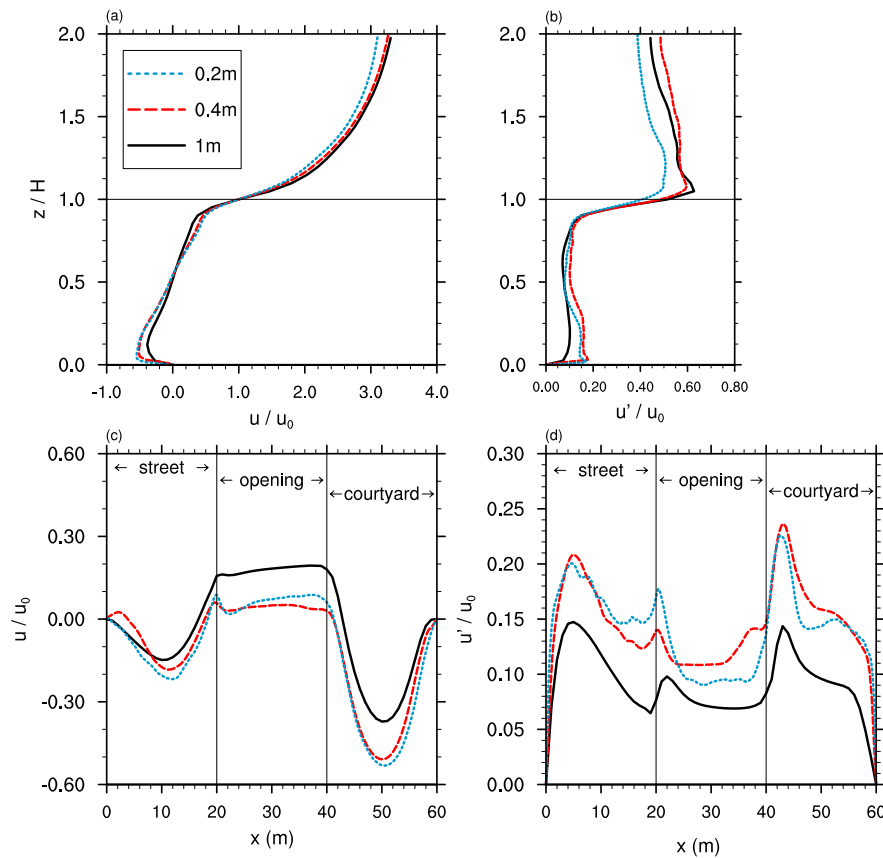 (a)
(b)
2.0
1.5
1.0
0.5
0.0
z / H
0.2m
0.4m
1m
-1.0 0.0 1.0 2.0 3.0 4.0
u / u0
2.0
1.5
1.0
0.5
0.0
0.00 0.20 0.40 0.60 0.80
u' / u0
(c)
0.60
0.30
0.00
-0.30
-0.60
u / u0
← street →
← opening →
←courtyard→
0 10 20 30 40 50 60
x (m)
(d)
0.30
0.25
0.20
0.15
0.10
0.05
0.00
u' / u0
← street →
← opening →
← courtyard →
0 10 20 30 40 50 60
x (m)